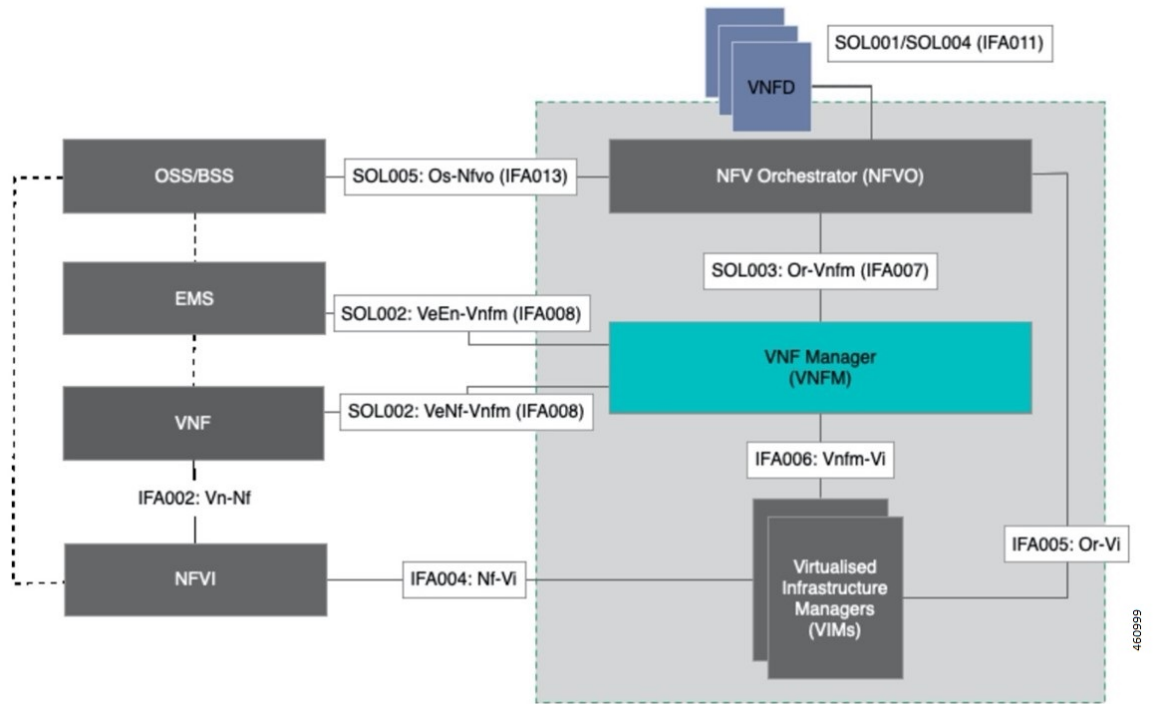 SOL001/SOL004 (IFA011)
VNFD
OSS/BSS
SOL005: Os-Nfvo (IFA013)
NFV Orchestrator (NFVO)
SOL003: Or-Vnfm (IFA007)
EMS
SOL002: VeEn-Vnfm (IFA008)
VNF Manager
(VNFM)
VNF
SOL002: VeNf-Vnfm (IFA008)
IFA006: Vnfm-Vi
IFA002: Vn-Nf
IFA005: Or-Vi
NFVI
IFA004: Nf-Vi
Virtualised
Infrastructure
Managers
(VIMs)
460999